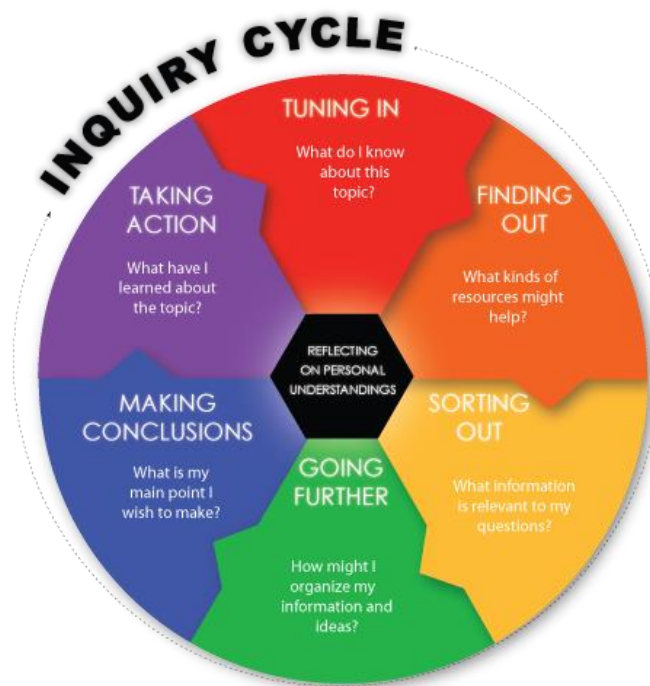 INQUIRY CYCLE
TUNING IN
What do I know
about this
topic?
FINDING
OUT
What kinds of
resources might
help?
SORTING
OUT
What information
is relevant to my
questions?
GOING
FURTHER
How might I
organize my
information and
ideas?
MAKING
CONCLUSIONS
What is my
main point I
wish to make?
TAKING
ACTION
What have I
learned about
the topic?
REFLECTING
ON PERSONAL
UNDERSTANDINGS